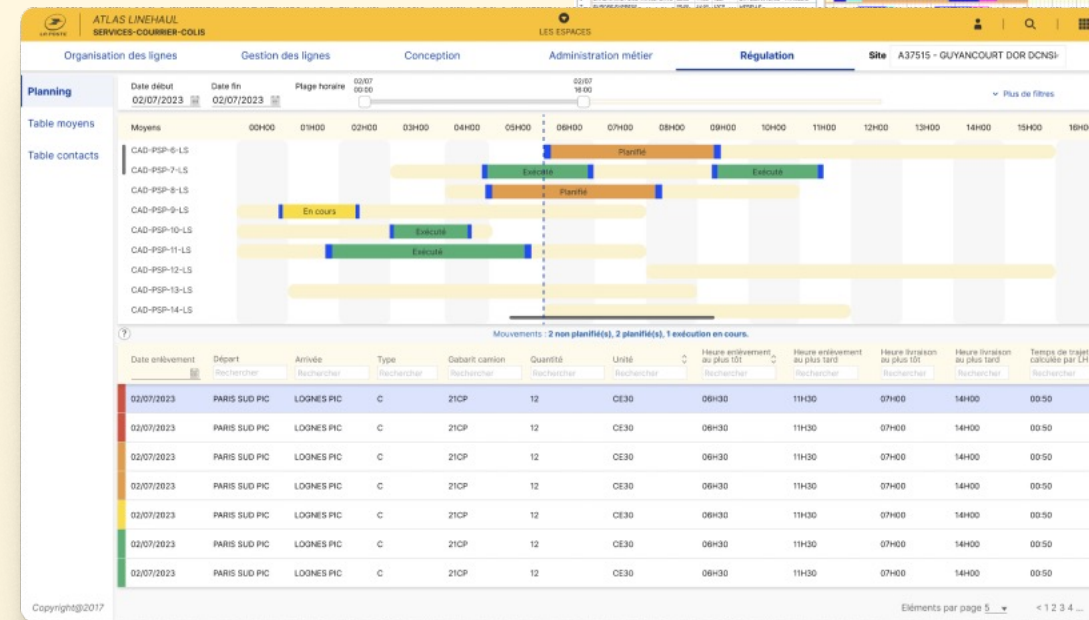 ATLAS LINEHAUL
LA POSTE
SERVICES-COURRIER-COLIS
LES ESPACES
Organisation des lignes
Gestion des lignes
Conception
Administration métier
Régulation
Site A37515 - GUYANCOURT DOR DCNSI
Planning
Table moyens
Table contacts
Date début
02/07/2023
Date fin
02/07/2023
Plage horaire
02/07
00:00
02/07
16:00
Plus de filtres
Moyens 00H00 01H00 02H00 03H00 04H00 05H00 06H00 07H00 08H00 09H00 10H00 11H00 12H00 13H00 14H00 15H00 16H0
CAD-PSP-6-LS Planifié
CAD-PSP-7-LS Exécuté Exécuté
CAD-PSP-8-LS Planifié
CAD-PSP-9-LS En cours
CAD-PSP-10-LS Exécuté
CAD-PSP-11-LS Exécuté
CAD-PSP-12-LS
CAD-PSP-13-LS
CAD-PSP-14-LS
? Mouvements : 2 non planifié(s), 2 planifié(s), 1 exécution en cours.
Date enlèvement
Départ
Rechercher
Arrivée
Rechercher
Type
Rechercher
Gabarit camion
Rechercher
Quantité
Rechercher
Unité
Rechercher
Heure enlèvement
au plus tôt
Rechercher
Heure enlèvement
au plus tard
Rechercher
Heure livraison
au plus tôt
Rechercher
Heure livraison
au plus tard
Rechercher
Temps de trajet
calculée par LH
Rechercher
02/07/2023 PARIS SUD PIC LOGNES PIC C 21CP 12 CE30 06H30 11H30 07H00 14H00 00:50
02/07/2023 PARIS SUD PIC LOGNES PIC C 21CP 12 CE30 06H30 11H30 07H00 14H00 00:50
02/07/2023 PARIS SUD PIC LOGNES PIC C 21CP 12 CE30 06H30 11H30 07H00 14H00 00:50
02/07/2023 PARIS SUD PIC LOGNES PIC C 21CP 12 CE30 06H30 11H30 07H00 14H00 00:50
02/07/2023 PARIS SUD PIC LOGNES PIC C 21CP 12 CE30 06H30 11H30 07H00 14H00 00:50
02/07/2023 PARIS SUD PIC LOGNES PIC C 21CP 12 CE30 06H30 11H30 07H00 14H00 00:50
02/07/2023 PARIS SUD PIC LOGNES PIC C 21CP 12 CE30 06H30 11H30 07H00 14H00 00:50
Copyright@2017
Eléments par page 5 < 1 2 3 4 ...